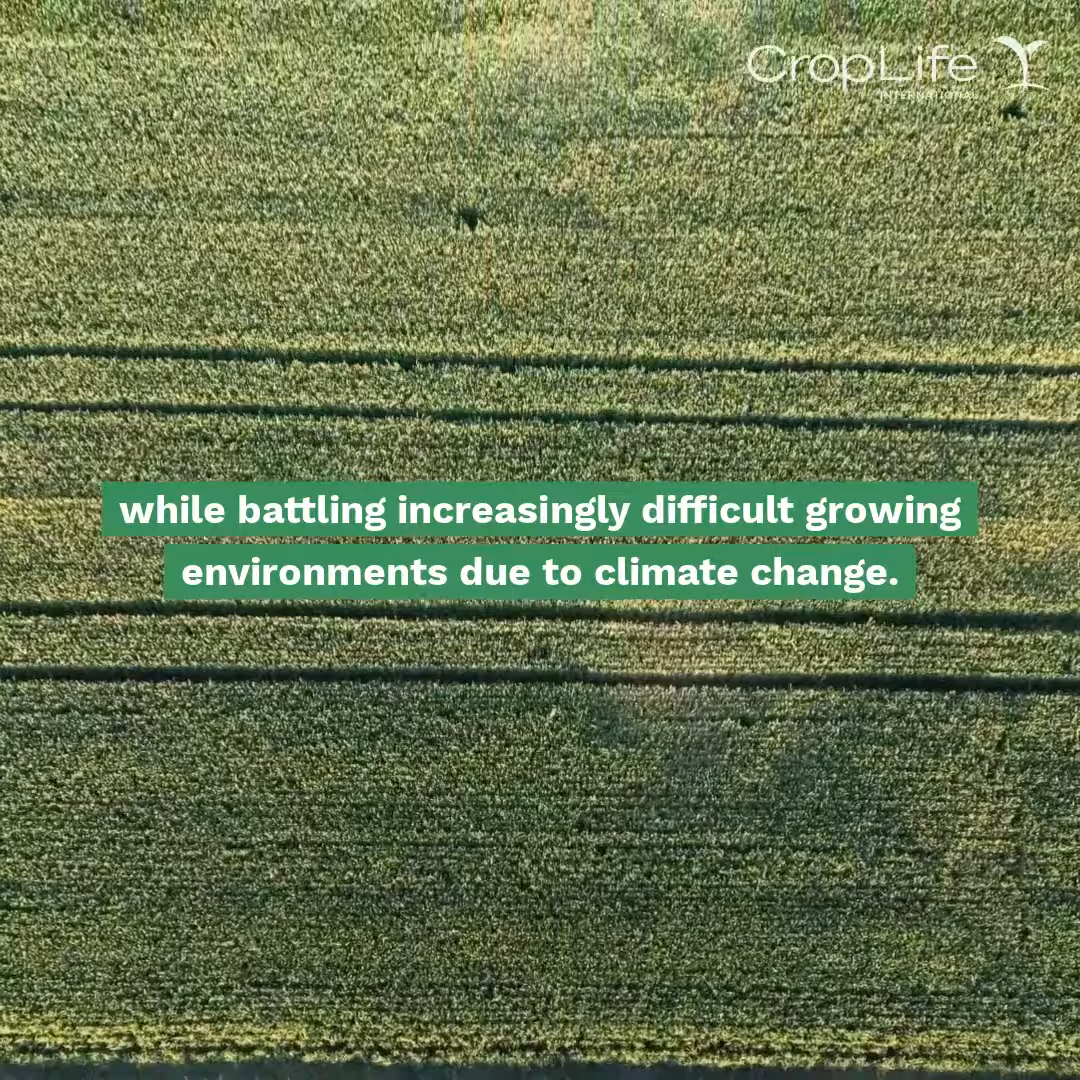 CropLife
INTERNATIONAL
while battling increasingly difficult growing
environments due to climate change.